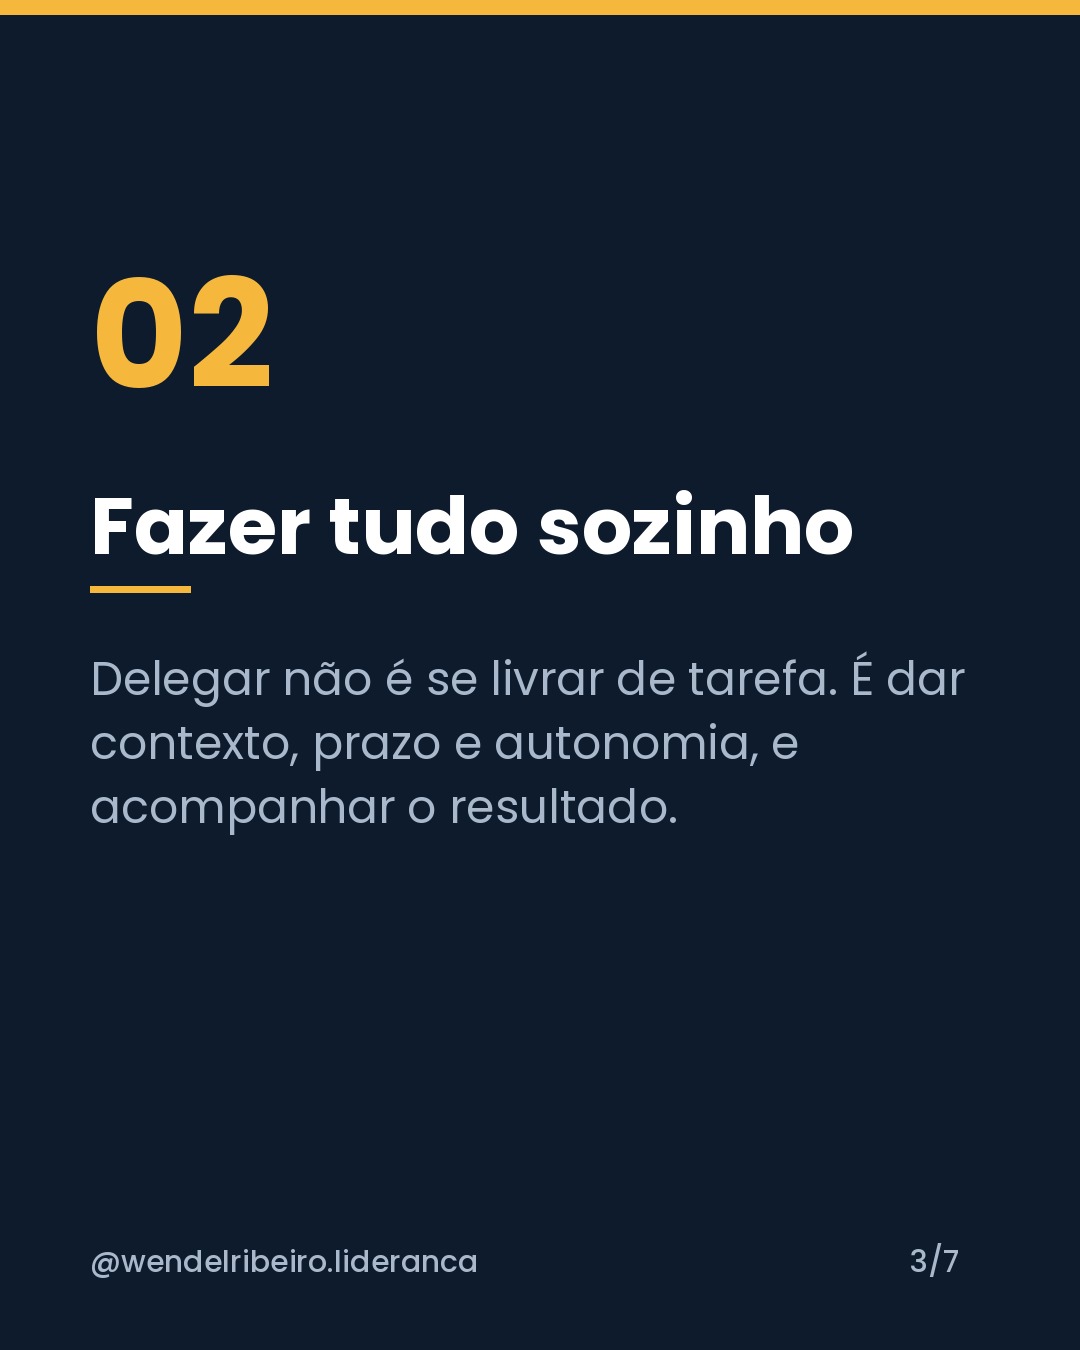 02
Fazer tudo sozinho
Delegar não é se livrar de tarefa. É dar
contexto, prazo e autonomia, e
acompanhar o resultado.
@wendelribeiro.lideranca
3/7